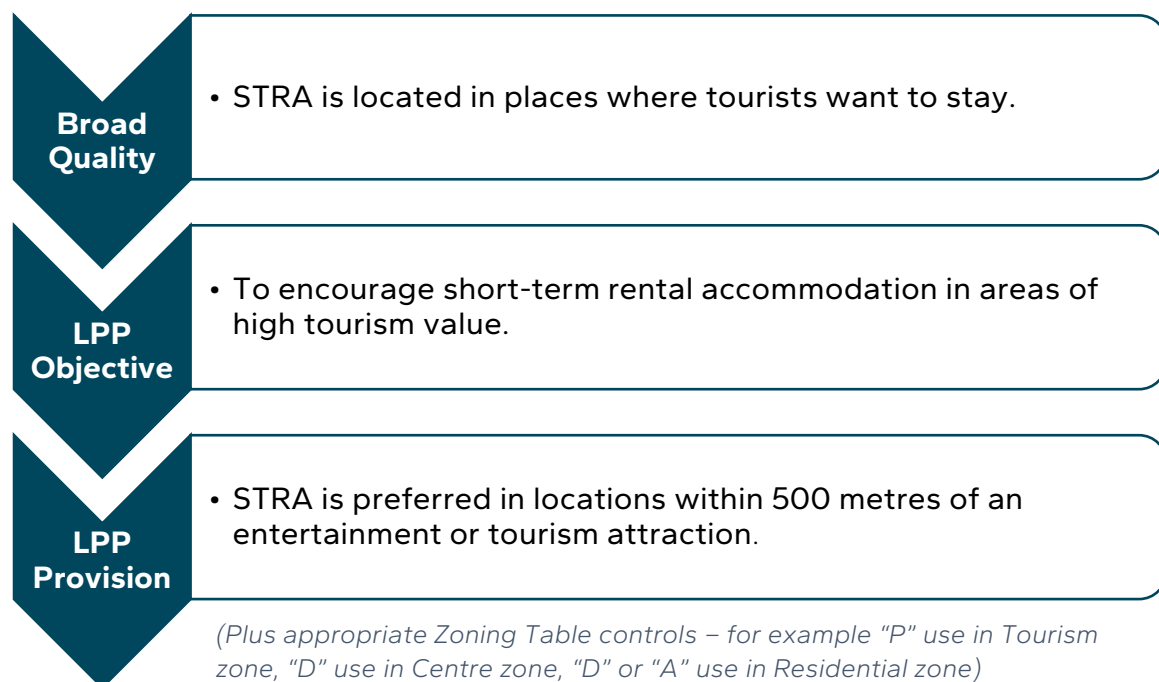 Broad
Quality
• STRA is located in places where tourists want to stay.
LPP
Objective
• To encourage short-term rental accommodation in areas of
high tourism value.
LPP
Provision
• STRA is preferred in locations within 500 metres of an
entertainment or tourism attraction.
(Plus appropriate Zoning Table controls – for example “P” use in Tourism
zone, “D” use in Centre zone, “D” or “A” use in Residential zone)